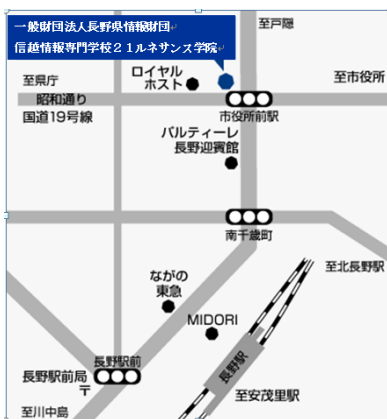 一般財団法人長野県情報財団
信越情報専門学校２１ルネサンス学院
至戸隠
ロイヤル
ホスト
至県庁
至市役所
昭和通り
国道19号線
市役所前駅
パルティーレ
長野迎賓館
南千歳町
至北長野駅
ながの
東急
MIDORI
長野駅前
長野駅前局
〒
長野駅
至安茂里駅
至川中島